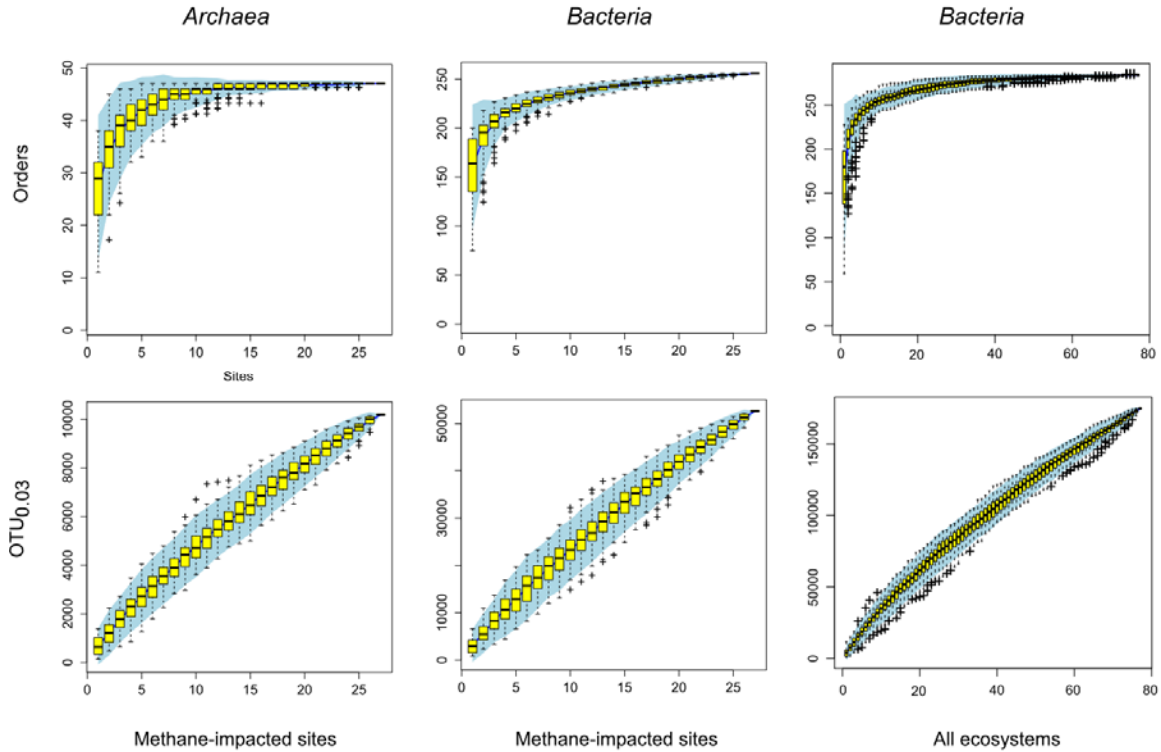 Archaea Bacteria Bacteria
Orders
50
40
30
20
10
0
0 5 10 15 20 25
Sites
250
200
150
100
50
0
0 5 10 15 20 25
250
200
150
100
50
0
0 20 40 60 80
OTU0.03
10000
8000
6000
4000
2000
0
0 5 10 15 20 25
50000
30000
10000
0
0 5 10 15 20 25
150000
100000
50000
0
0 20 40 60 80
Methane-impacted sites Methane-impacted sites All ecosystems